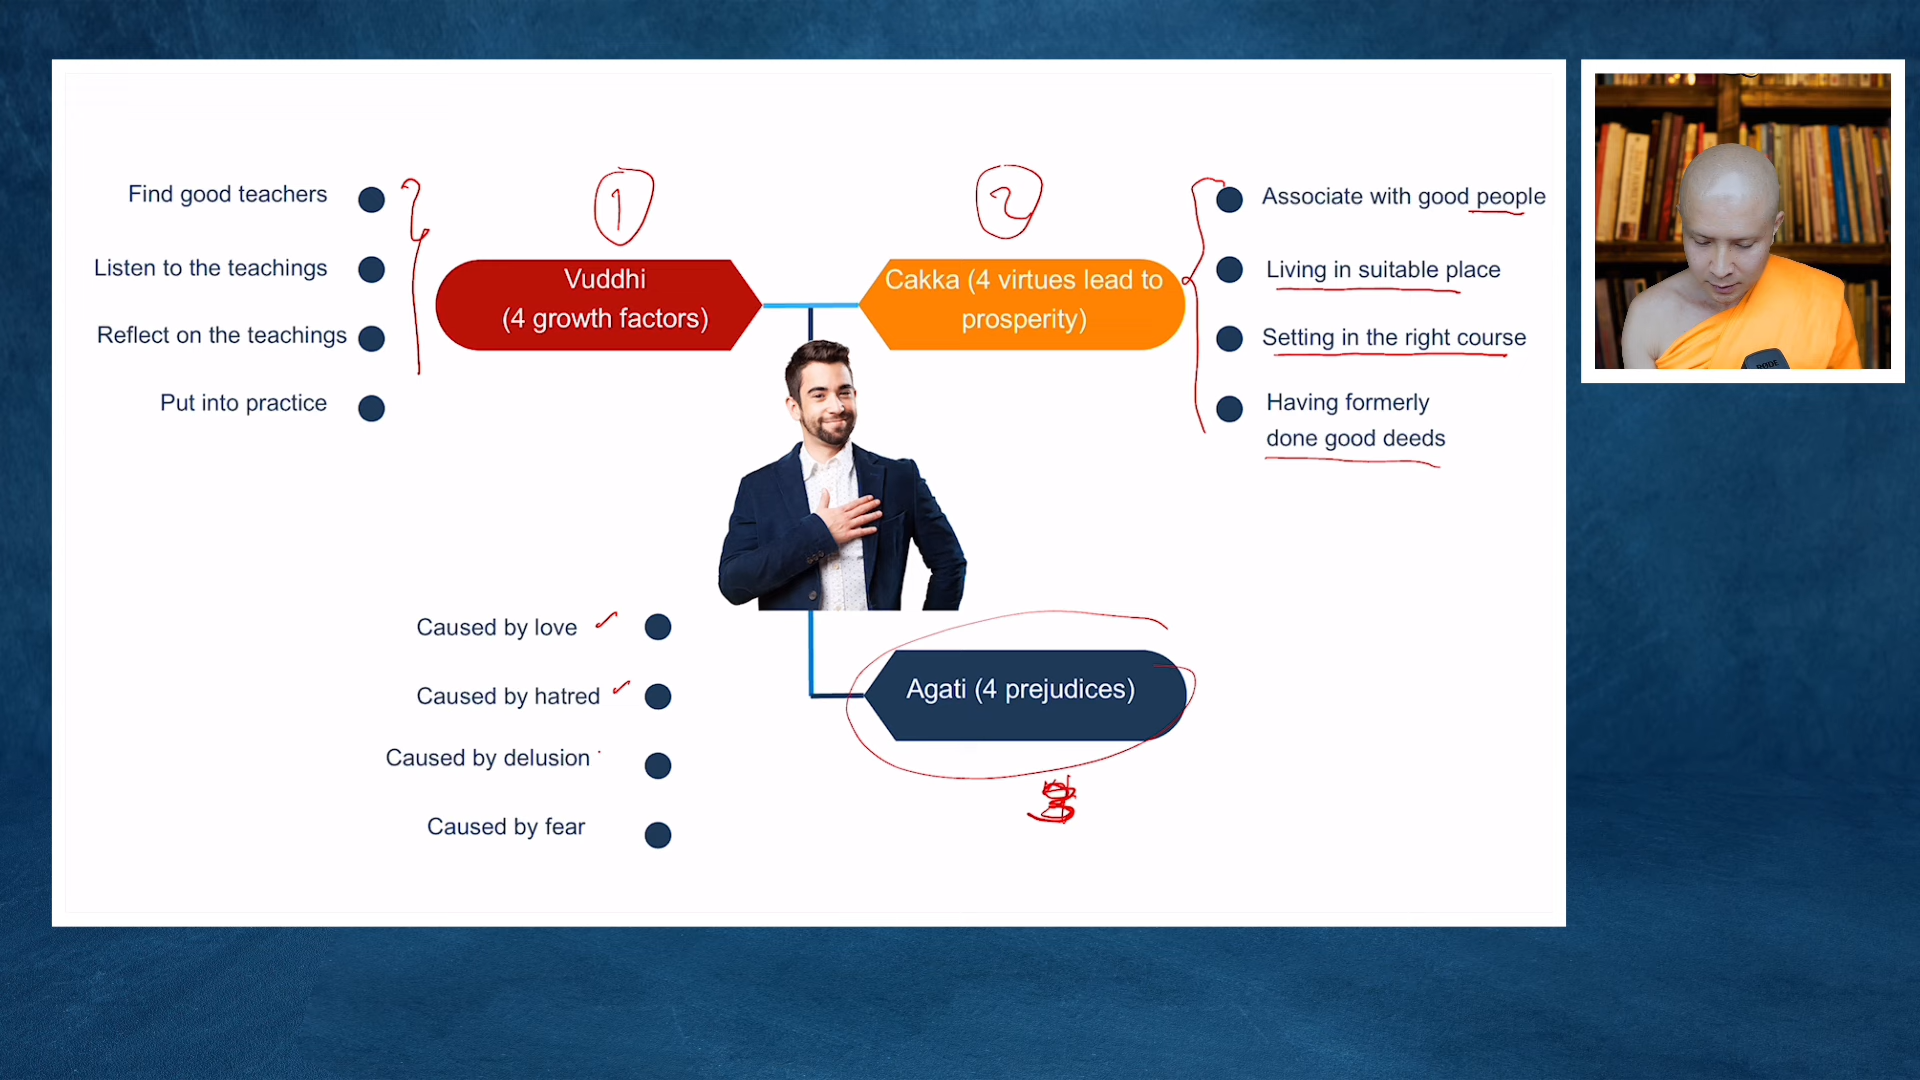 Find good teachers
Listen to the teachings
Reflect on the teachings
Put into practice
1
Vuddhi
(4 growth factors)
2
Cakka (4 virtues lead to
prosperity)
Associate with good people
Living in suitable place
Setting in the right course
Having formerly
done good deeds
Caused by love
Caused by hatred
Caused by delusion
Caused by fear
Agati (4 prejudices)
RØDE